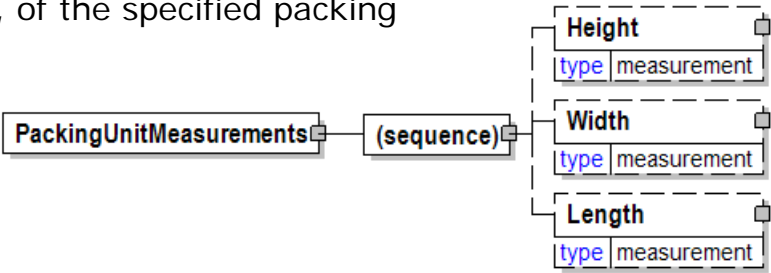 , of the specified packing
Height
type measurement
PackingUnitMeasurements
(sequence)
Width
type measurement
Length
type measurement